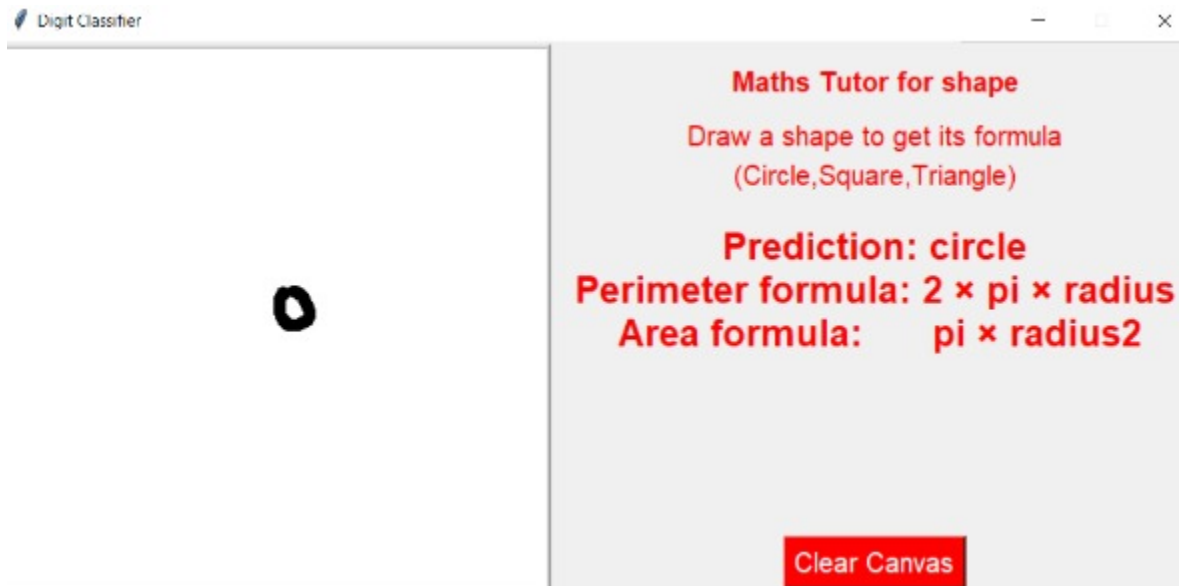 Digit Classifier
Maths Tutor for shape
Draw a shape to get its formula
(Circle,Square,Triangle)
Prediction: circle
Perimeter formula: 2 × pi × radius
Area formula: pi × radius2
Clear Canvas